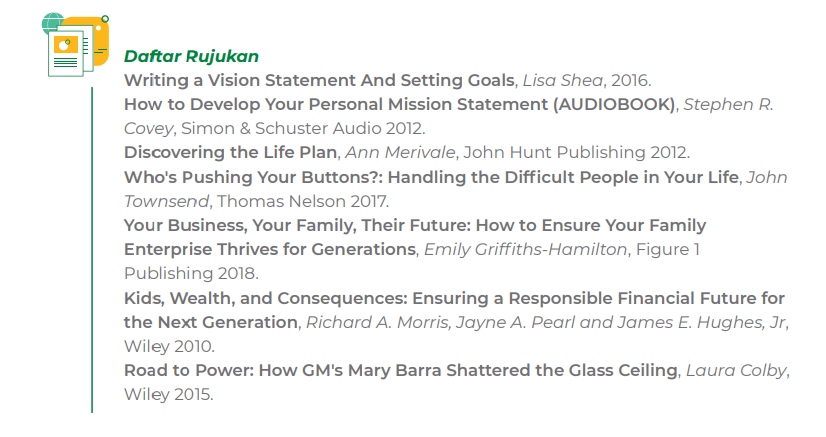 Daftar Rujukan
Writing a Vision Statement And Setting Goals, Lisa Shea, 2016.
How to Develop Your Personal Mission Statement (AUDIOBOOK), Stephen R.
Covey, Simon & Schuster Audio 2012.
Discovering the Life Plan, Ann Merivale, John Hunt Publishing 2012.
Who's Pushing Your Buttons?: Handling the Difficult People in Your Life, John
Townsend, Thomas Nelson 2017.
Your Business, Your Family, Their Future: How to Ensure Your Family
Enterprise Thrives for Generations, Emily Griffiths-Hamilton, Figure 1
Publishing 2018.
Kids, Wealth, and Consequences: Ensuring a Responsible Financial Future for
the Next Generation, Richard A. Morris, Jayne A. Pearl and James E. Hughes, Jr,
Wiley 2010.
Road to Power: How GM's Mary Barra Shattered the Glass Ceiling, Laura Colby,
Wiley 2015.